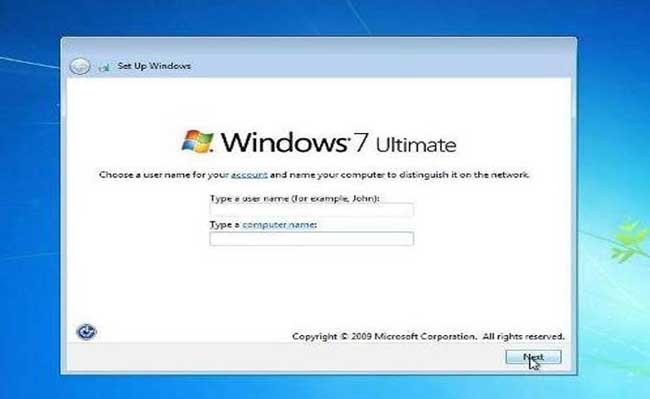 Set Up Windows
Windows 7 Ultimate
Choose a user name for your account and name your computer to distinguish it on the network.
Type a user name (for example, John):
Type a computer name:
Copyright © 2009 Microsoft Corporation. All rights reserved.
Next